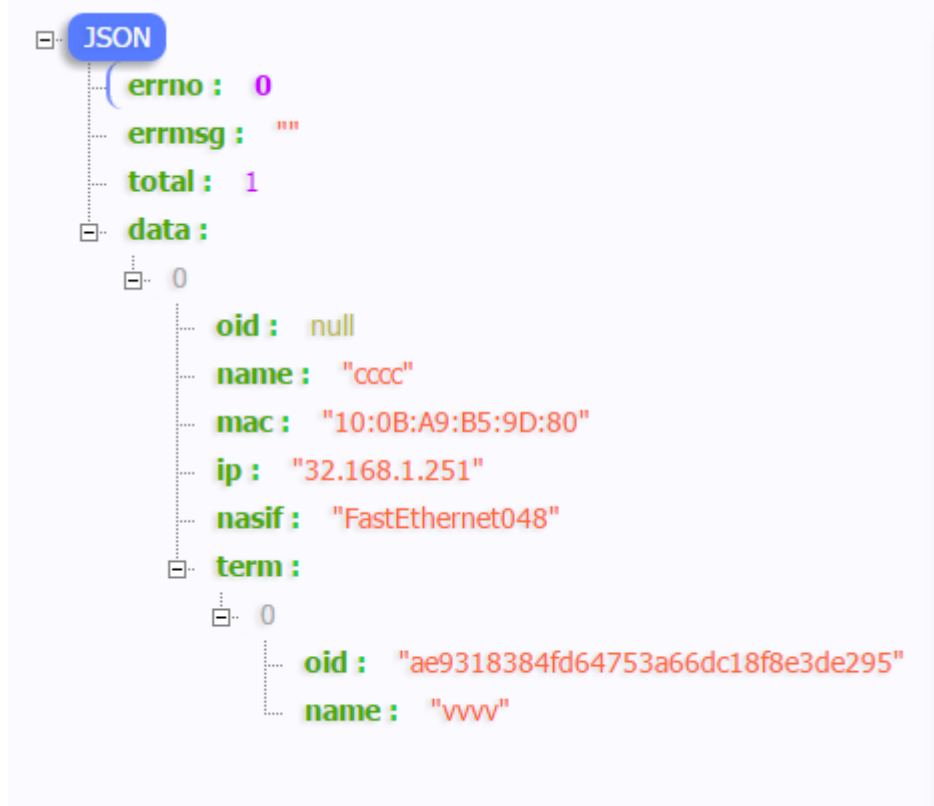 JSON
errno : 0
errmsg : ""
total : 1
data :
0
oid : null
name : "cccc"
mac : "10:0B:A9:B5:9D:80"
ip : "32.168.1.251"
nasif : "FastEthernet048"
term :
0
oid : "ae9318384fd64753a66dc18f8e3de295"
name : "vvvv"